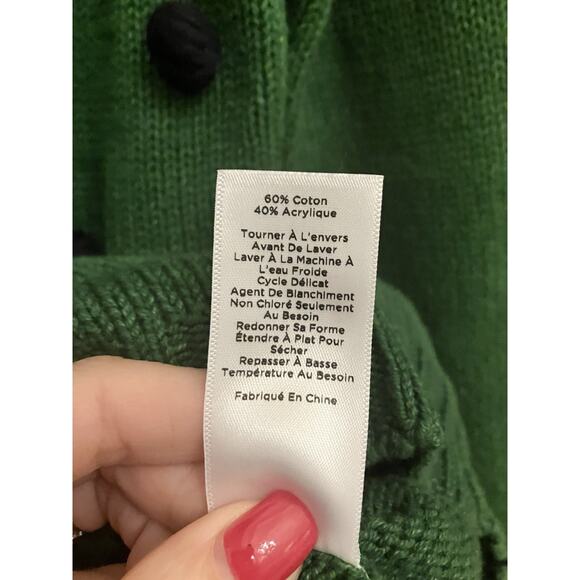 60% Coton
40% Acrylique
Tourner À L'envers
Avant De Laver
Laver À La Machine À
L'eau Froide
Cycle Délicat
Agent De Blanchiment
Non Chloré Seulement
Au Besoin
Redonner Sa Forme
Étendre À Plat Pour
Sécher
Repasser À Basse
Température Au Besoin
Fabriqué En Chine